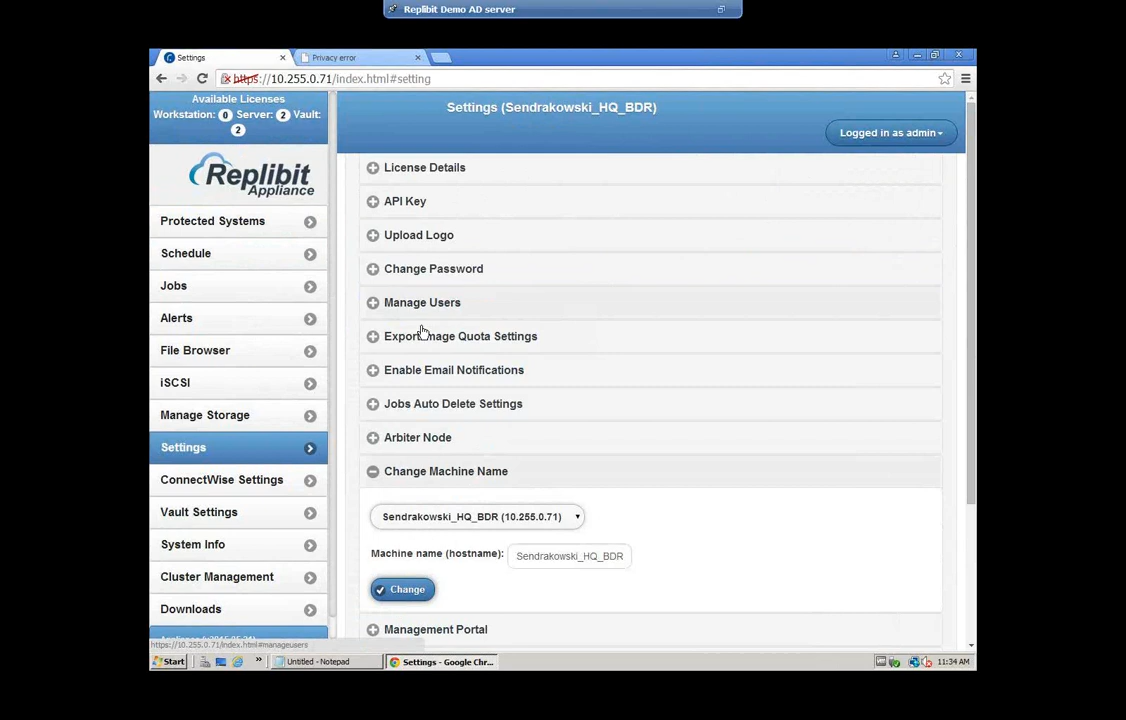 Replibit Demo AD server
Settings
Privacy error
https://10.255.0.71/index.html#setting
Available Licenses
Workstation: 0 Server: 2 Vault:
2
Settings (Sendrakowski_HQ_BDR)
Logged in as admin
Replibit
Appliance
Protected Systems
Schedule
Jobs
Alerts
File Browser
iSCSI
Manage Storage
Settings
ConnectWise Settings
Vault Settings
System Info
Cluster Management
Downloads
License Details
API Key
Upload Logo
Change Password
Manage Users
Export Image Quota Settings
Enable Email Notifications
Jobs Auto Delete Settings
Arbiter Node
Change Machine Name
Sendrakowski_HQ_BDR (10.255.0.71)
Machine name (hostname): Sendrakowski_HQ_BDR
Change
Management Portal
https://10.255.0.71/index.html#manageusers
Start
Untitled - Notepad
Settings - Google Chr...
11:34 AM